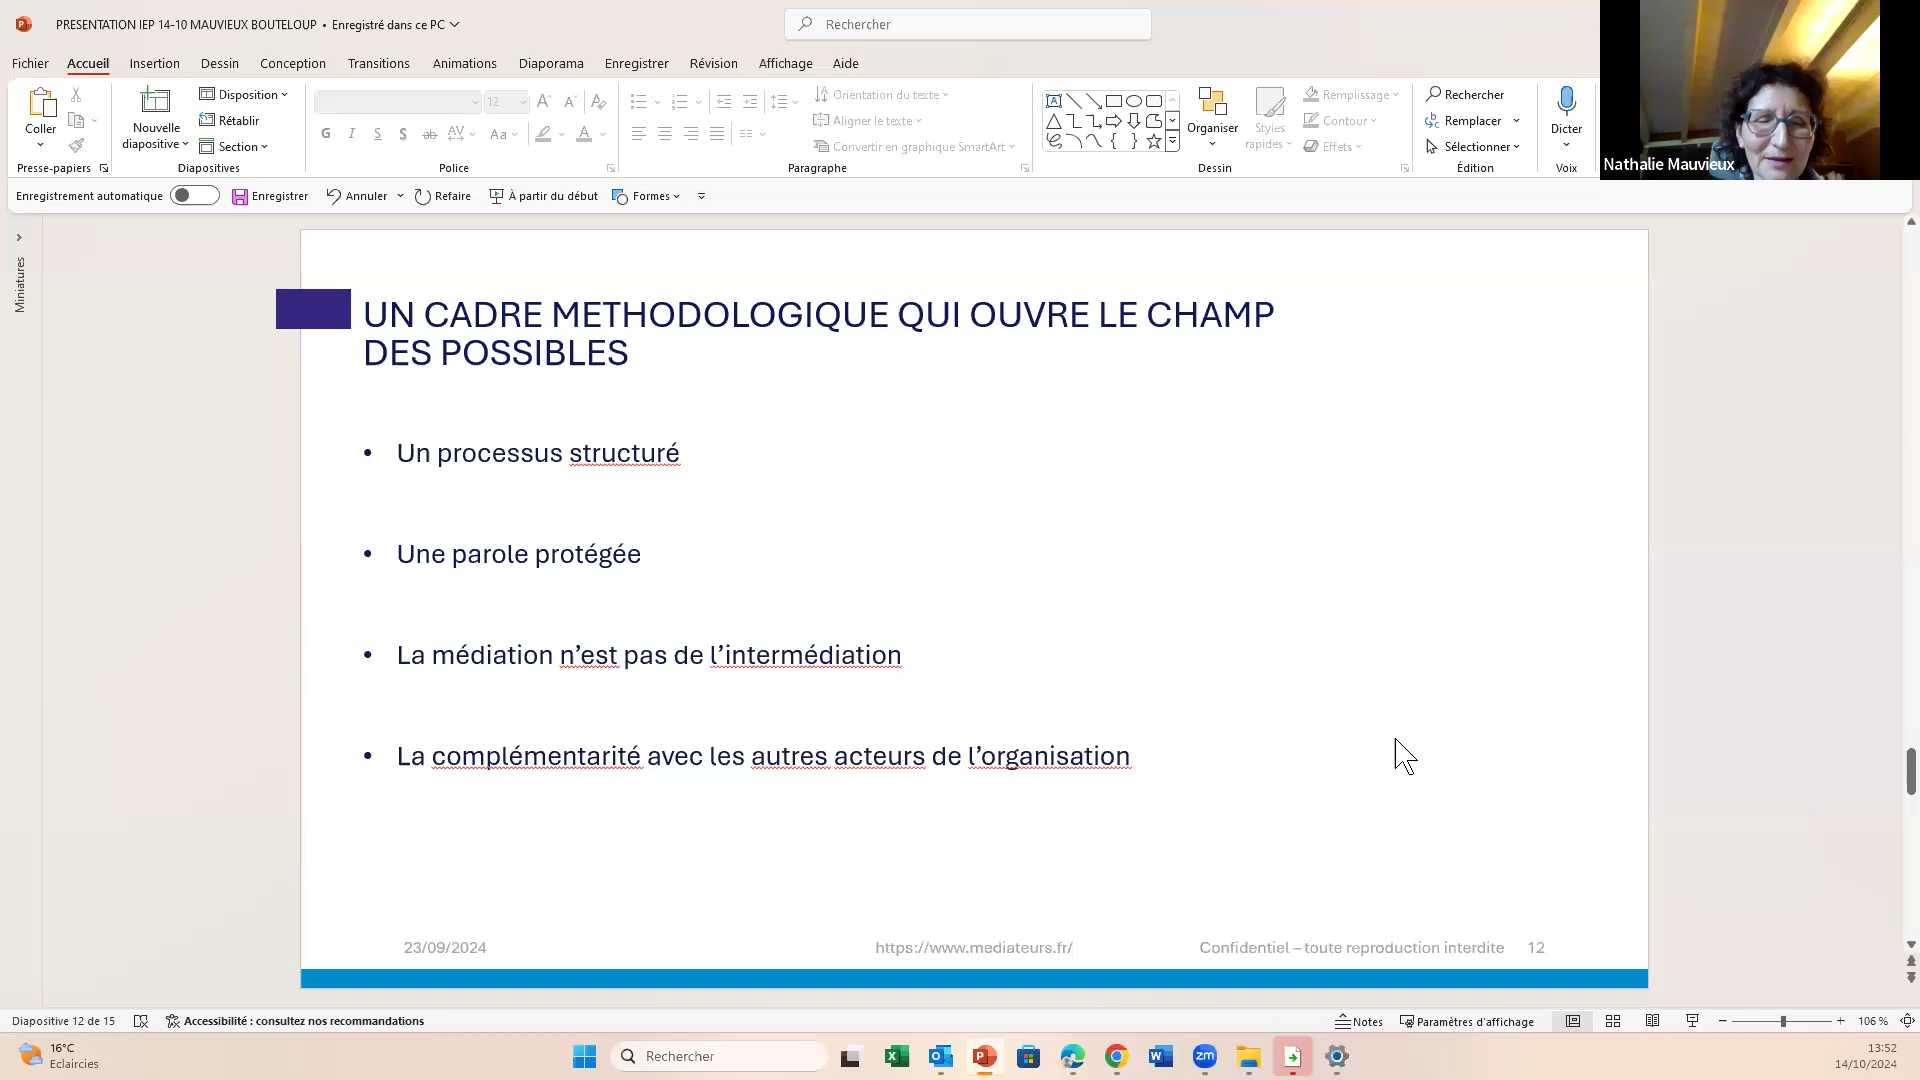 PRESENTATION IEP 14-10 MAUVIEUX BOUTELOUP • Enregistré dans ce PC
Rechercher
Fichier Accueil Insertion Dessin Conception Transitions Animations Diaporama Enregistrer Révision Affichage Aide
Coller
Nouvelle diapositive
Disposition
Rétablir
Section
12
G I S S ab AV Aa A
Orientation du texte
Aligner le texte
Convertir en graphique SmartArt
Organiser
Styles rapides
Remplissage
Contour
Effets
Rechercher
Remplacer
Sélectionner
Dicter
Presse-papiers Diapositives Police Paragraphe Dessin Édition Voix
Nathalie Mauvieux
Enregistrement automatique Enregistrer Annuler Refaire À partir du début Formes
Miniatures
UN CADRE METHODOLOGIQUE QUI OUVRE LE CHAMP
DES POSSIBLES
• Un processus structuré
• Une parole protégée
• La médiation n’est pas de l’intermédiation
• La complémentarité avec les autres acteurs de l’organisation
23/09/2024 https://www.mediateurs.fr/ Confidentiel – toute reproduction interdite 12
Diapositive 12 de 15 Accessibilité : consultez nos recommandations Notes Paramètres d'affichage 106 %
16°C
Eclaircies
Rechercher
zm
13:52
14/10/2024